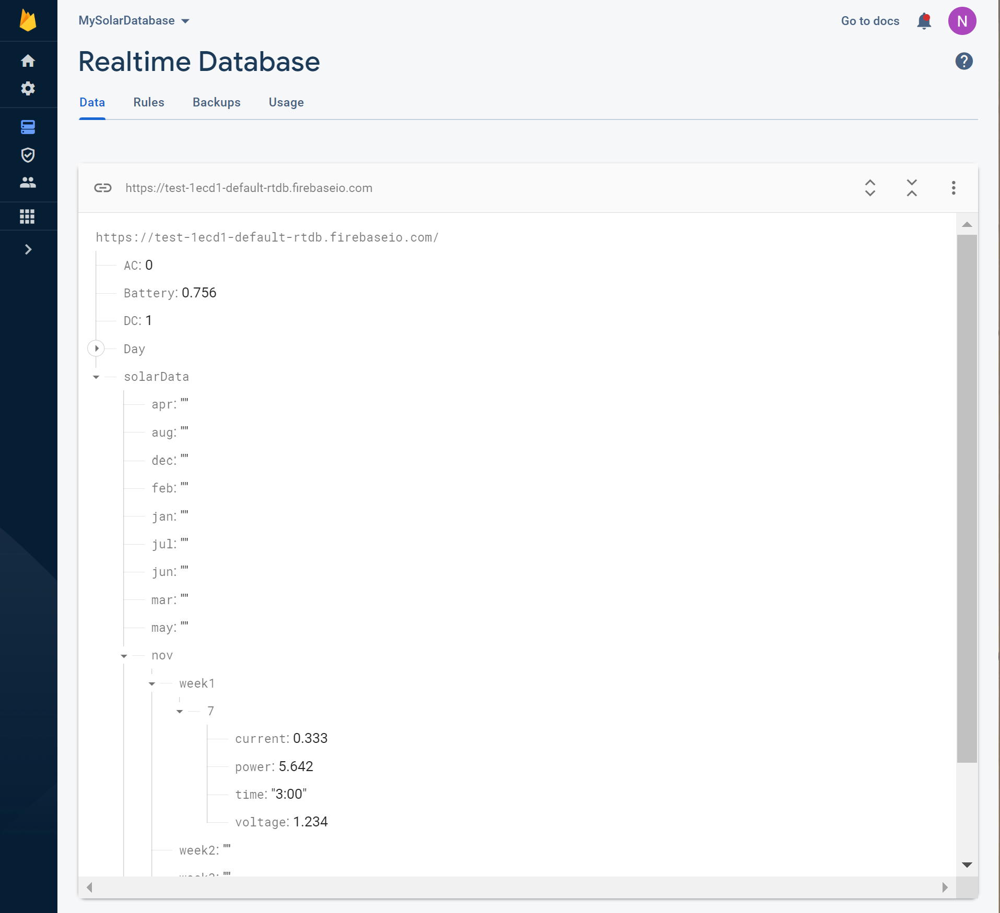 MySolarDatabase
Go to docs
N
Realtime Database
?
Data Rules Backups Usage
https://test-1ecd1-default-rtdb.firebaseio.com
https://test-1ecd1-default-rtdb.firebaseio.com/
AC: 0
Battery: 0.756
DC: 1
Day
solarData
apr: ""
aug: ""
dec: ""
feb: ""
jan: ""
jul: ""
jun: ""
mar: ""
may: ""
nov
week1
7
current: 0.333
power: 5.642
time: "3:00"
voltage: 1.234
week2: ""